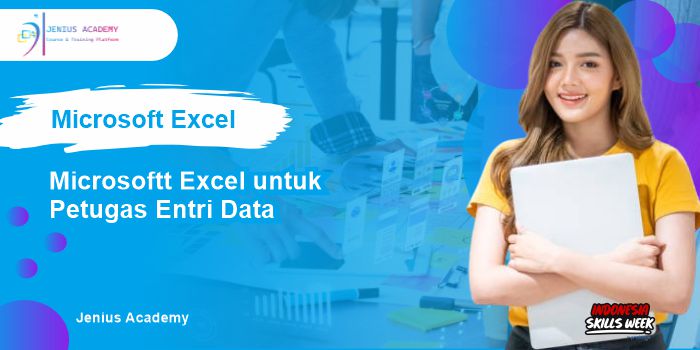 JENIUS ACADEMY
Course & Training Platform
Microsoft Excel
Microsoftt Excel untuk
Petugas Entri Data
Jenius Academy
INDONESIA
SKILLS WEEK